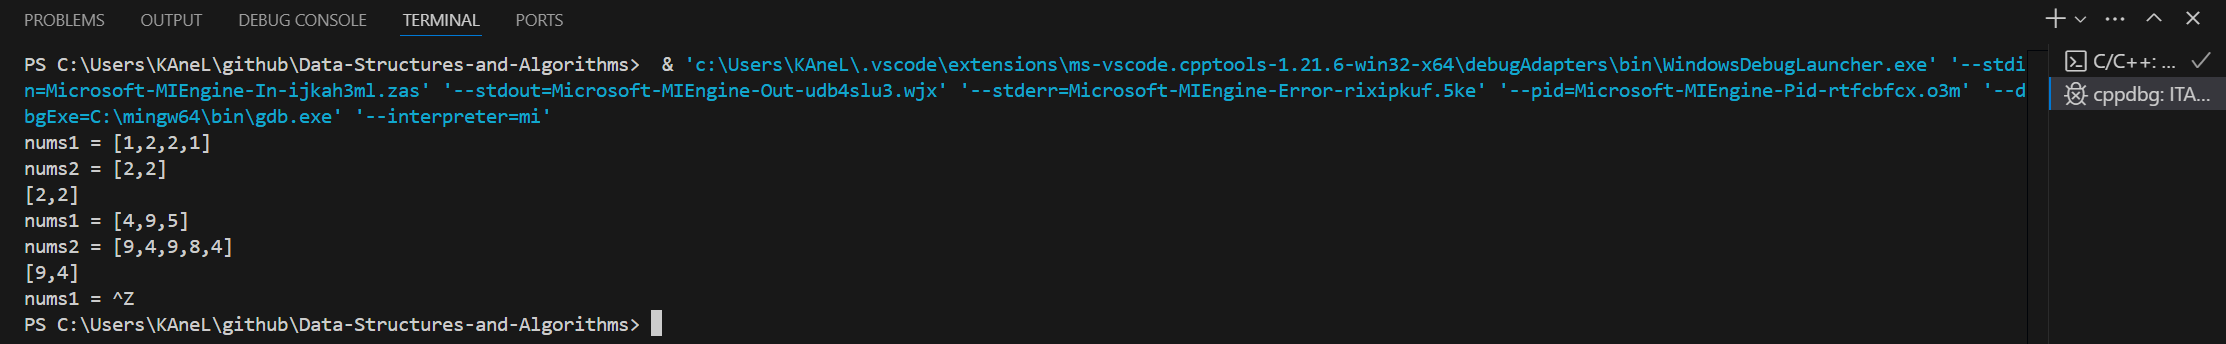 PROBLEMS OUTPUT DEBUG CONSOLE TERMINAL PORTS
PS C:\Users\KAneL\github\Data-Structures-and-Algorithms>  & 'c:\Users\KAneL\.vscode\extensions\ms-vscode.cpptools-1.21.6-win32-x64\debugAdapters\bin\WindowsDebugLauncher.exe' '--stdi
n=Microsoft-MIEngine-In-ijkah3ml.zas' '--stdout=Microsoft-MIEngine-Out-udb4slu3.wjx' '--stderr=Microsoft-MIEngine-Error-rixipkuf.5ke' '--pid=Microsoft-MIEngine-Pid-rtfcbfcx.o3m' '--d
bgExe=C:\mingw64\bin\gdb.exe' '--interpreter=mi'
nums1 = [1,2,2,1]
nums2 = [2,2]
[2,2]
nums1 = [4,9,5]
nums2 = [9,4,9,8,4]
[9,4]
nums1 = ^Z
PS C:\Users\KAneL\github\Data-Structures-and-Algorithms>
C/C++: ...
cppdbg: ITA...